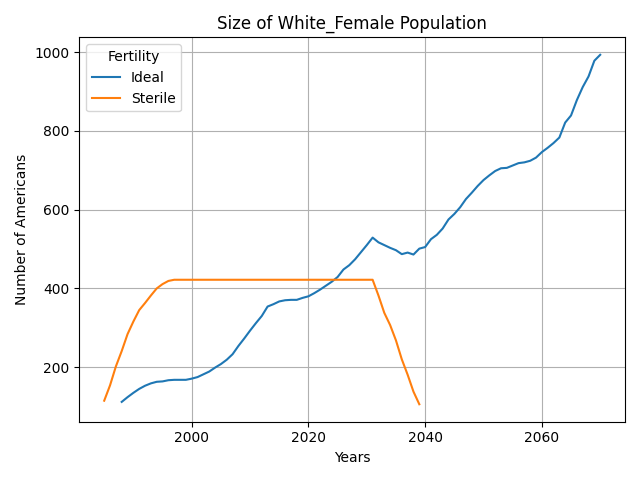 Size of White_Female Population
Fertility
Ideal
Sterile
Number of Americans
1000
800
600
400
200
2000
2020
2040
2060
Years